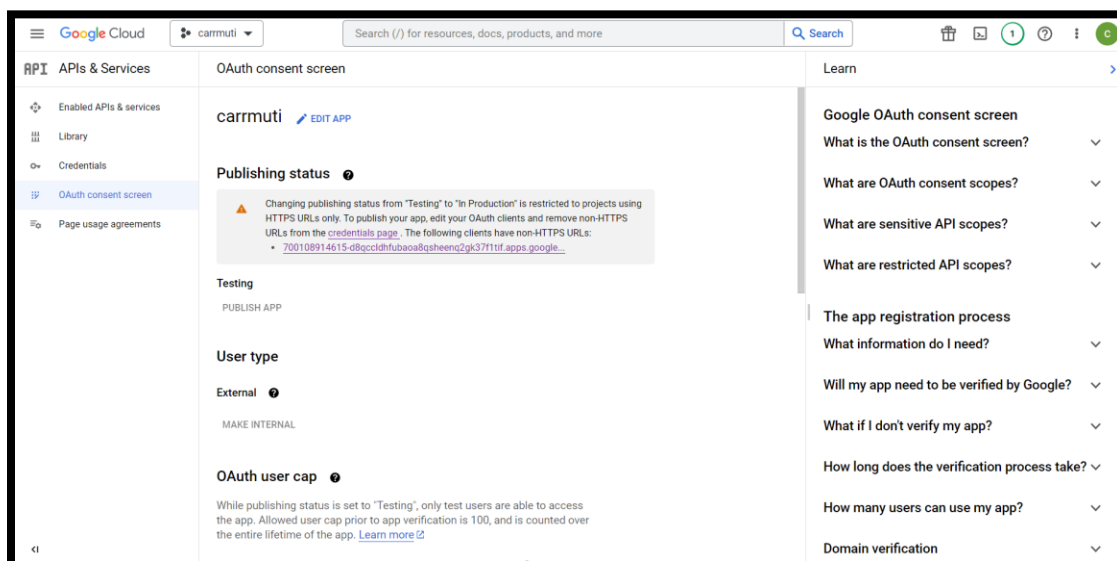 Google Cloud
carrmuti
Search (/) for resources, docs, products, and more
Search
1
C
API APIs & Services
OAuth consent screen
Learn
Enabled APIs & services
Library
Credentials
OAuth consent screen
Page usage agreements
carrmuti
EDIT APP
Publishing status
Changing publishing status from "Testing" to "In Production" is restricted to projects using
HTTPS URLs only. To publish your app, edit your OAuth clients and remove non-HTTPS
URLs from the credentials page . The following clients have non-HTTPS URLs:
700108914615-d8qccldhfubaoa8qsheenq2gk37f1tif.apps.google...
Testing
PUBLISH APP
User type
External
MAKE INTERNAL
OAuth user cap
While publishing status is set to "Testing", only test users are able to access
the app. Allowed user cap prior to app verification is 100, and is counted over
the entire lifetime of the app. Learn more
Google OAuth consent screen
What is the OAuth consent screen?
What are OAuth consent scopes?
What are sensitive API scopes?
What are restricted API scopes?
The app registration process
What information do I need?
Will my app need to be verified by Google?
What if I don't verify my app?
How long does the verification process take?
How many users can use my app?
Domain verification